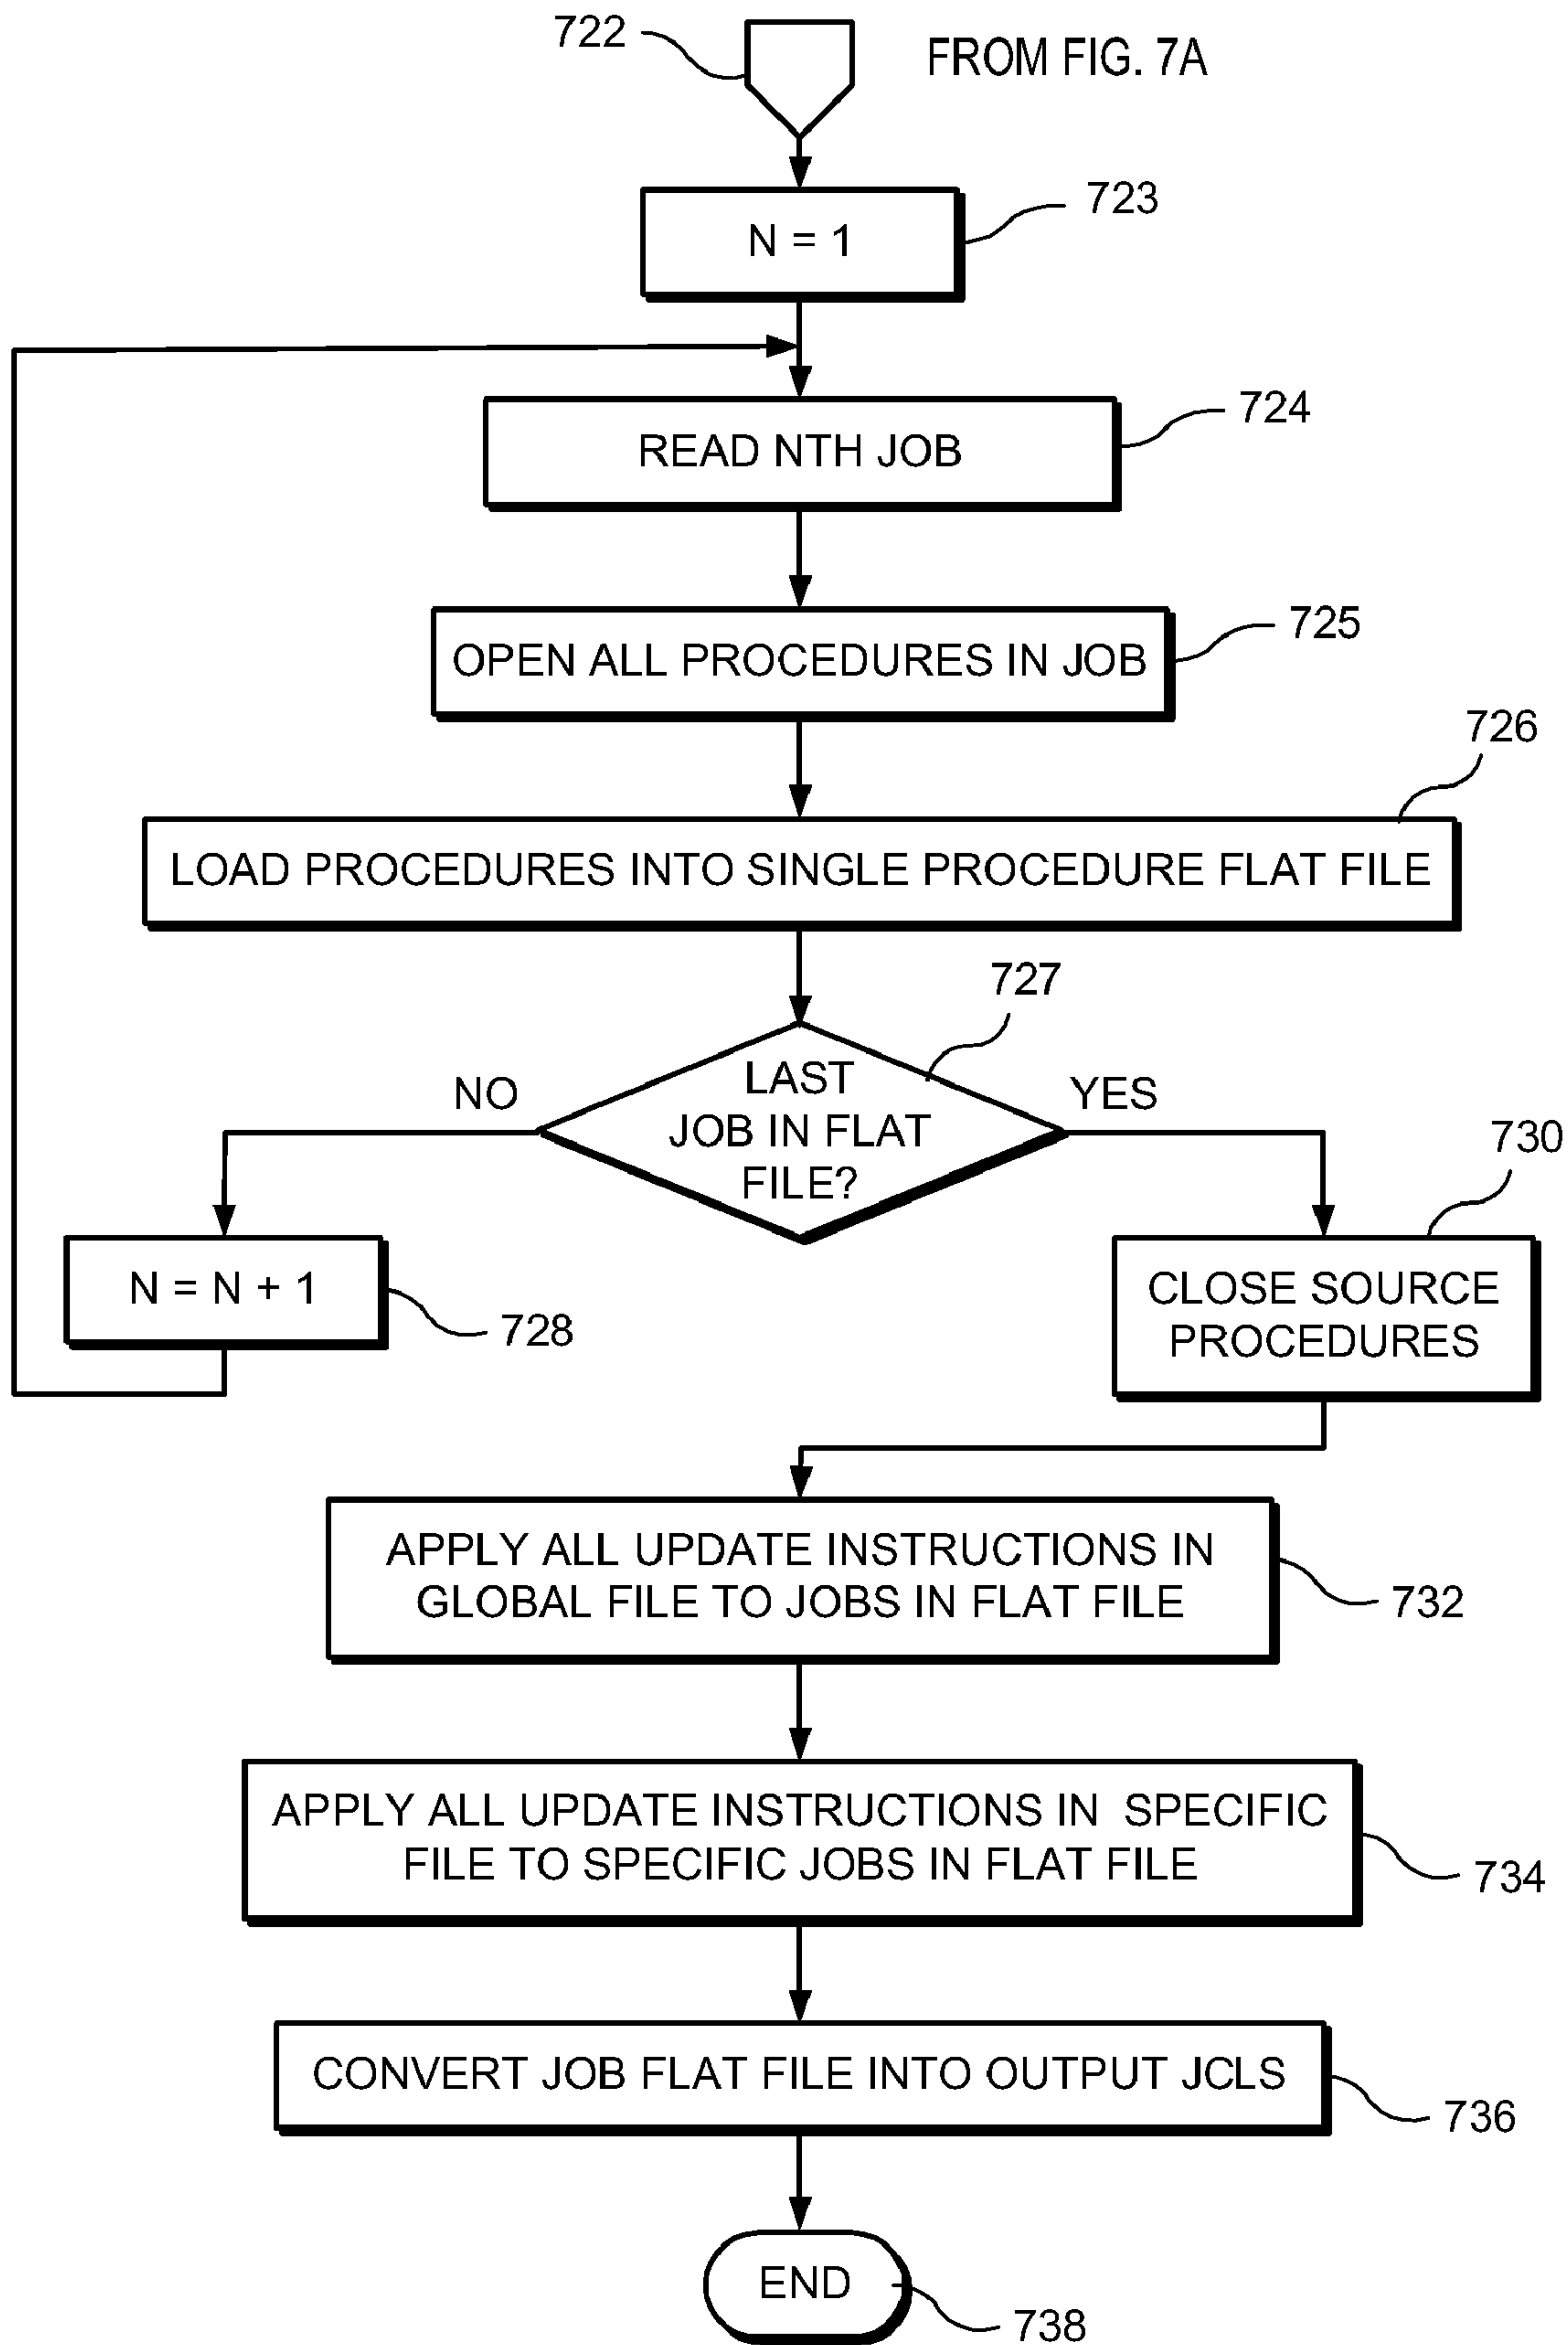 722
FROM FIG. 7A
723
N = 1
724
READ NTH JOB
725
OPEN ALL PROCEDURES IN JOB
726
LOAD PROCEDURES INTO SINGLE PROCEDURE FLAT FILE
727
NO
LAST
JOB IN FLAT
FILE?
YES
730
N = N + 1
728
CLOSE SOURCE
PROCEDURES
APPLY ALL UPDATE INSTRUCTIONS IN
GLOBAL FILE TO JOBS IN FLAT FILE
732
APPLY ALL UPDATE INSTRUCTIONS IN SPECIFIC
FILE TO SPECIFIC JOBS IN FLAT FILE
734
CONVERT JOB FLAT FILE INTO OUTPUT JCLS
736
END
738